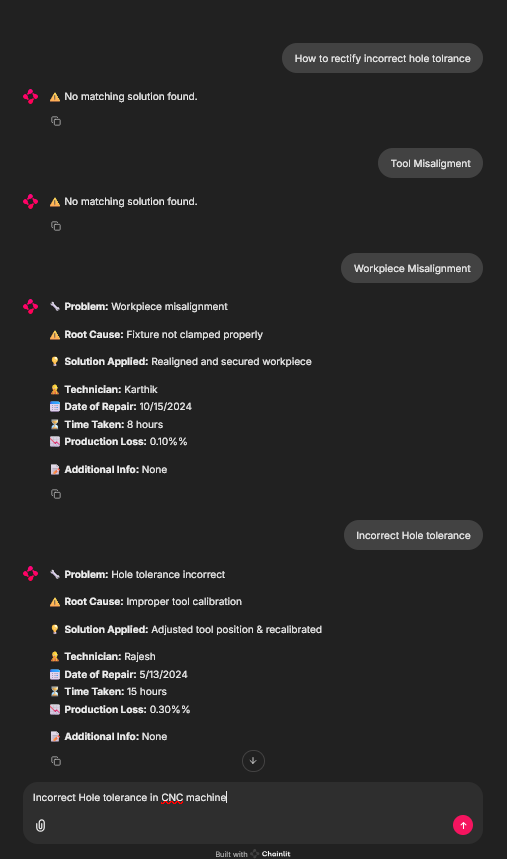 How to rectify incorrect hole tolrance
⚠️ No matching solution found.
Tool Misaligment
⚠️ No matching solution found.
Workpiece Misalignment
🔧 Problem: Workpiece misalignment
⚠️ Root Cause: Fixture not clamped properly
💡 Solution Applied: Realigned and secured workpiece
Technician: Karthik
Date of Repair: 10/15/2024
⏳ Time Taken: 8 hours
📉 Production Loss: 0.10%%
📝 Additional Info: None
Incorrect Hole tolerance
🔧 Problem: Hole tolerance incorrect
⚠️ Root Cause: Improper tool calibration
💡 Solution Applied: Adjusted tool position & recalibrated
Technician: Rajesh
Date of Repair: 5/13/2024
⏳ Time Taken: 15 hours
📉 Production Loss: 0.30%%
📝 Additional Info: None
Incorrect Hole tolerance in CNC machine
Built with Chainlit